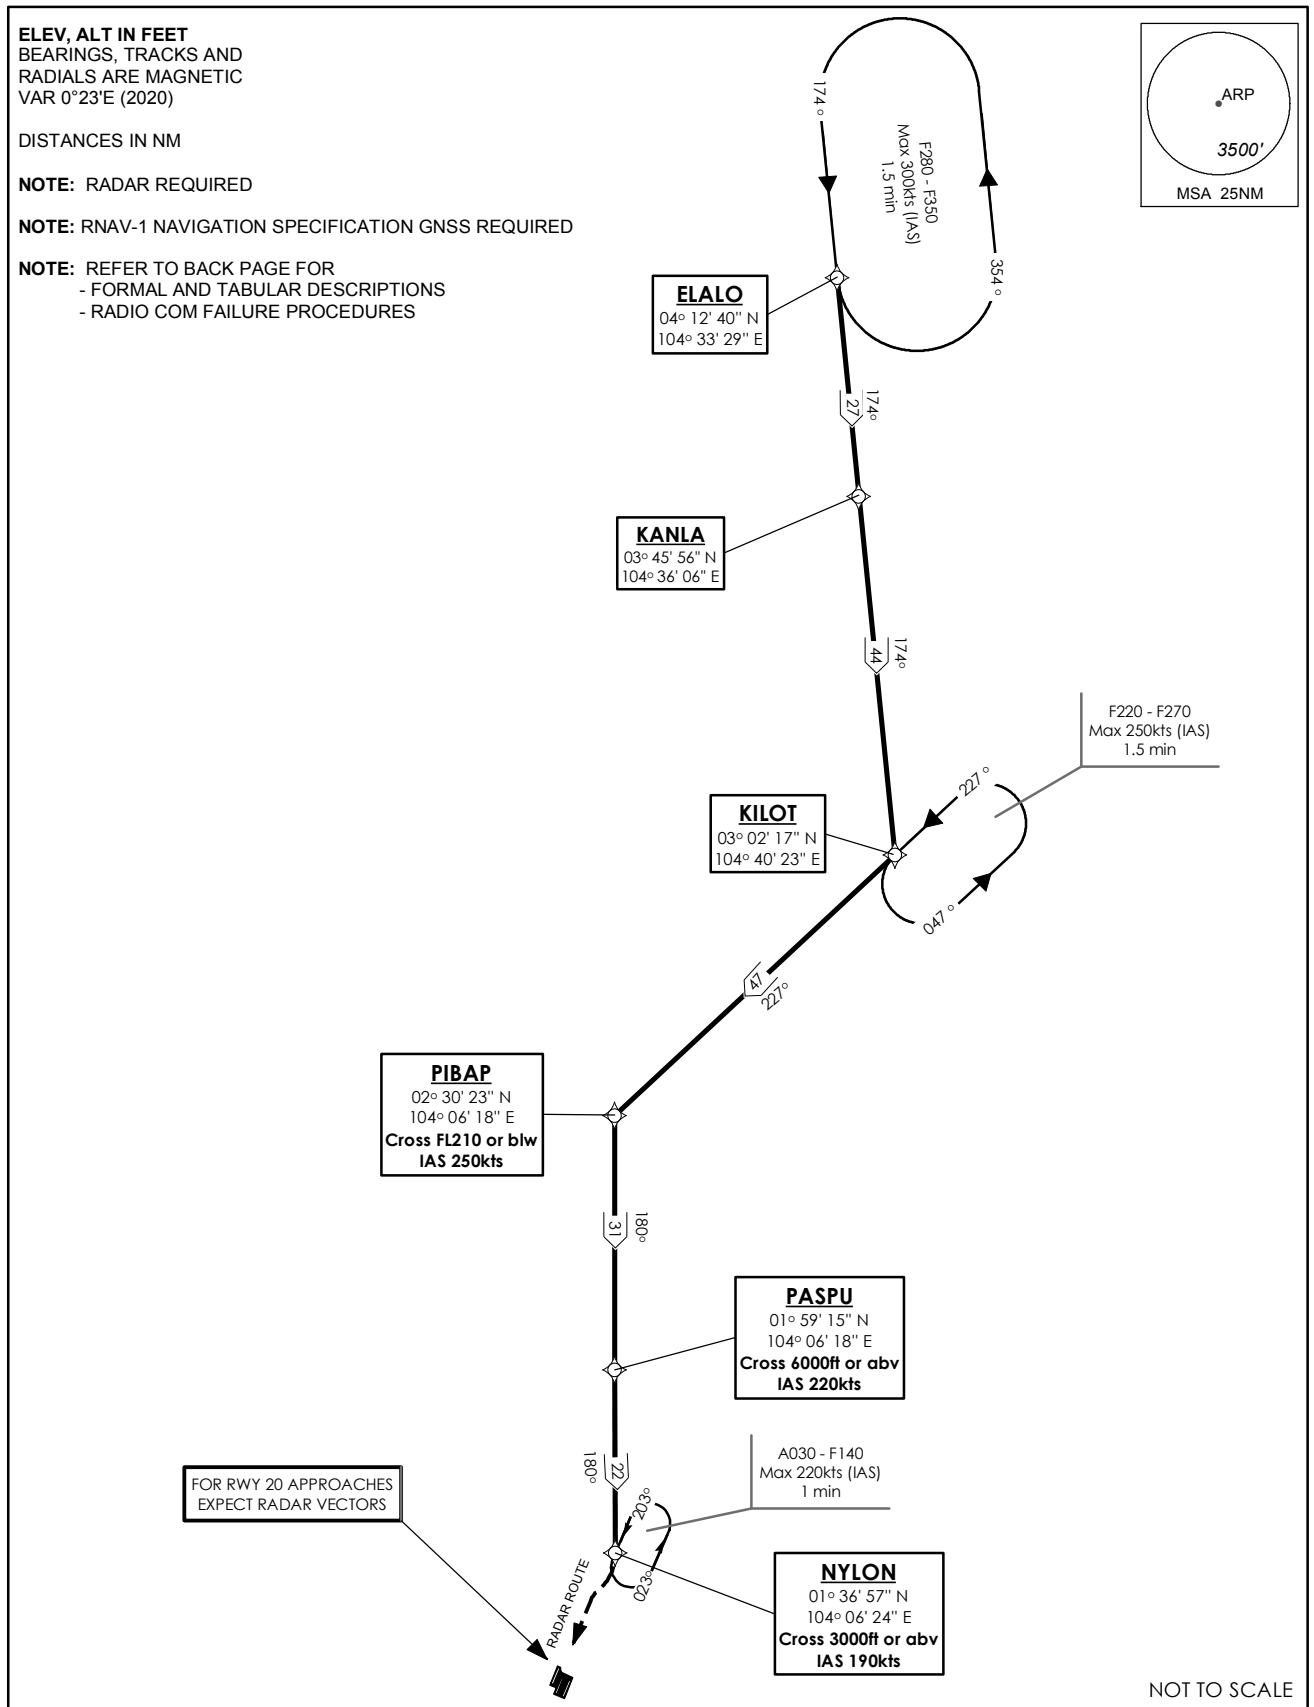 ELEV, ALT IN FEET
BEARINGS, TRACKS AND
RADIALS ARE MAGNETIC
VAR 0°23'E (2020)
DISTANCES IN NM
NOTE: RADAR REQUIRED
NOTE: RNAV-1 NAVIGATION SPECIFICATION GNSS REQUIRED
NOTE: REFER TO BACK PAGE FOR
- FORMAL AND TABULAR DESCRIPTIONS
- RADIO COM FAILURE PROCEDURES
ARP
3500'
MSA 25NM
174°
F280 - F350
Max 300kts (IAS)
1.5 min
354°
ELALO
04° 12' 40" N
104° 33' 29" E
27
174°
KANLA
03° 45' 56" N
104° 36' 06" E
44
174°
F220 - F270
Max 250kts (IAS)
1.5 min
227°
047°
KILOT
03° 02' 17" N
104° 40' 23" E
47
227°
PIBAP
02° 30' 23" N
104° 06' 18" E
Cross FL210 or blw
IAS 250kts
31
180°
PASPU
01° 59' 15" N
104° 06' 18" E
Cross 6000ft or abv
IAS 220kts
22
180°
A030 - F140
Max 220kts (IAS)
1 min
203°
023°
FOR RWY 20 APPROACHES
EXPECT RADAR VECTORS
RADAR ROUTE
NYLON
01° 36' 57" N
104° 06' 24" E
Cross 3000ft or abv
IAS 190kts
NOT TO SCALE